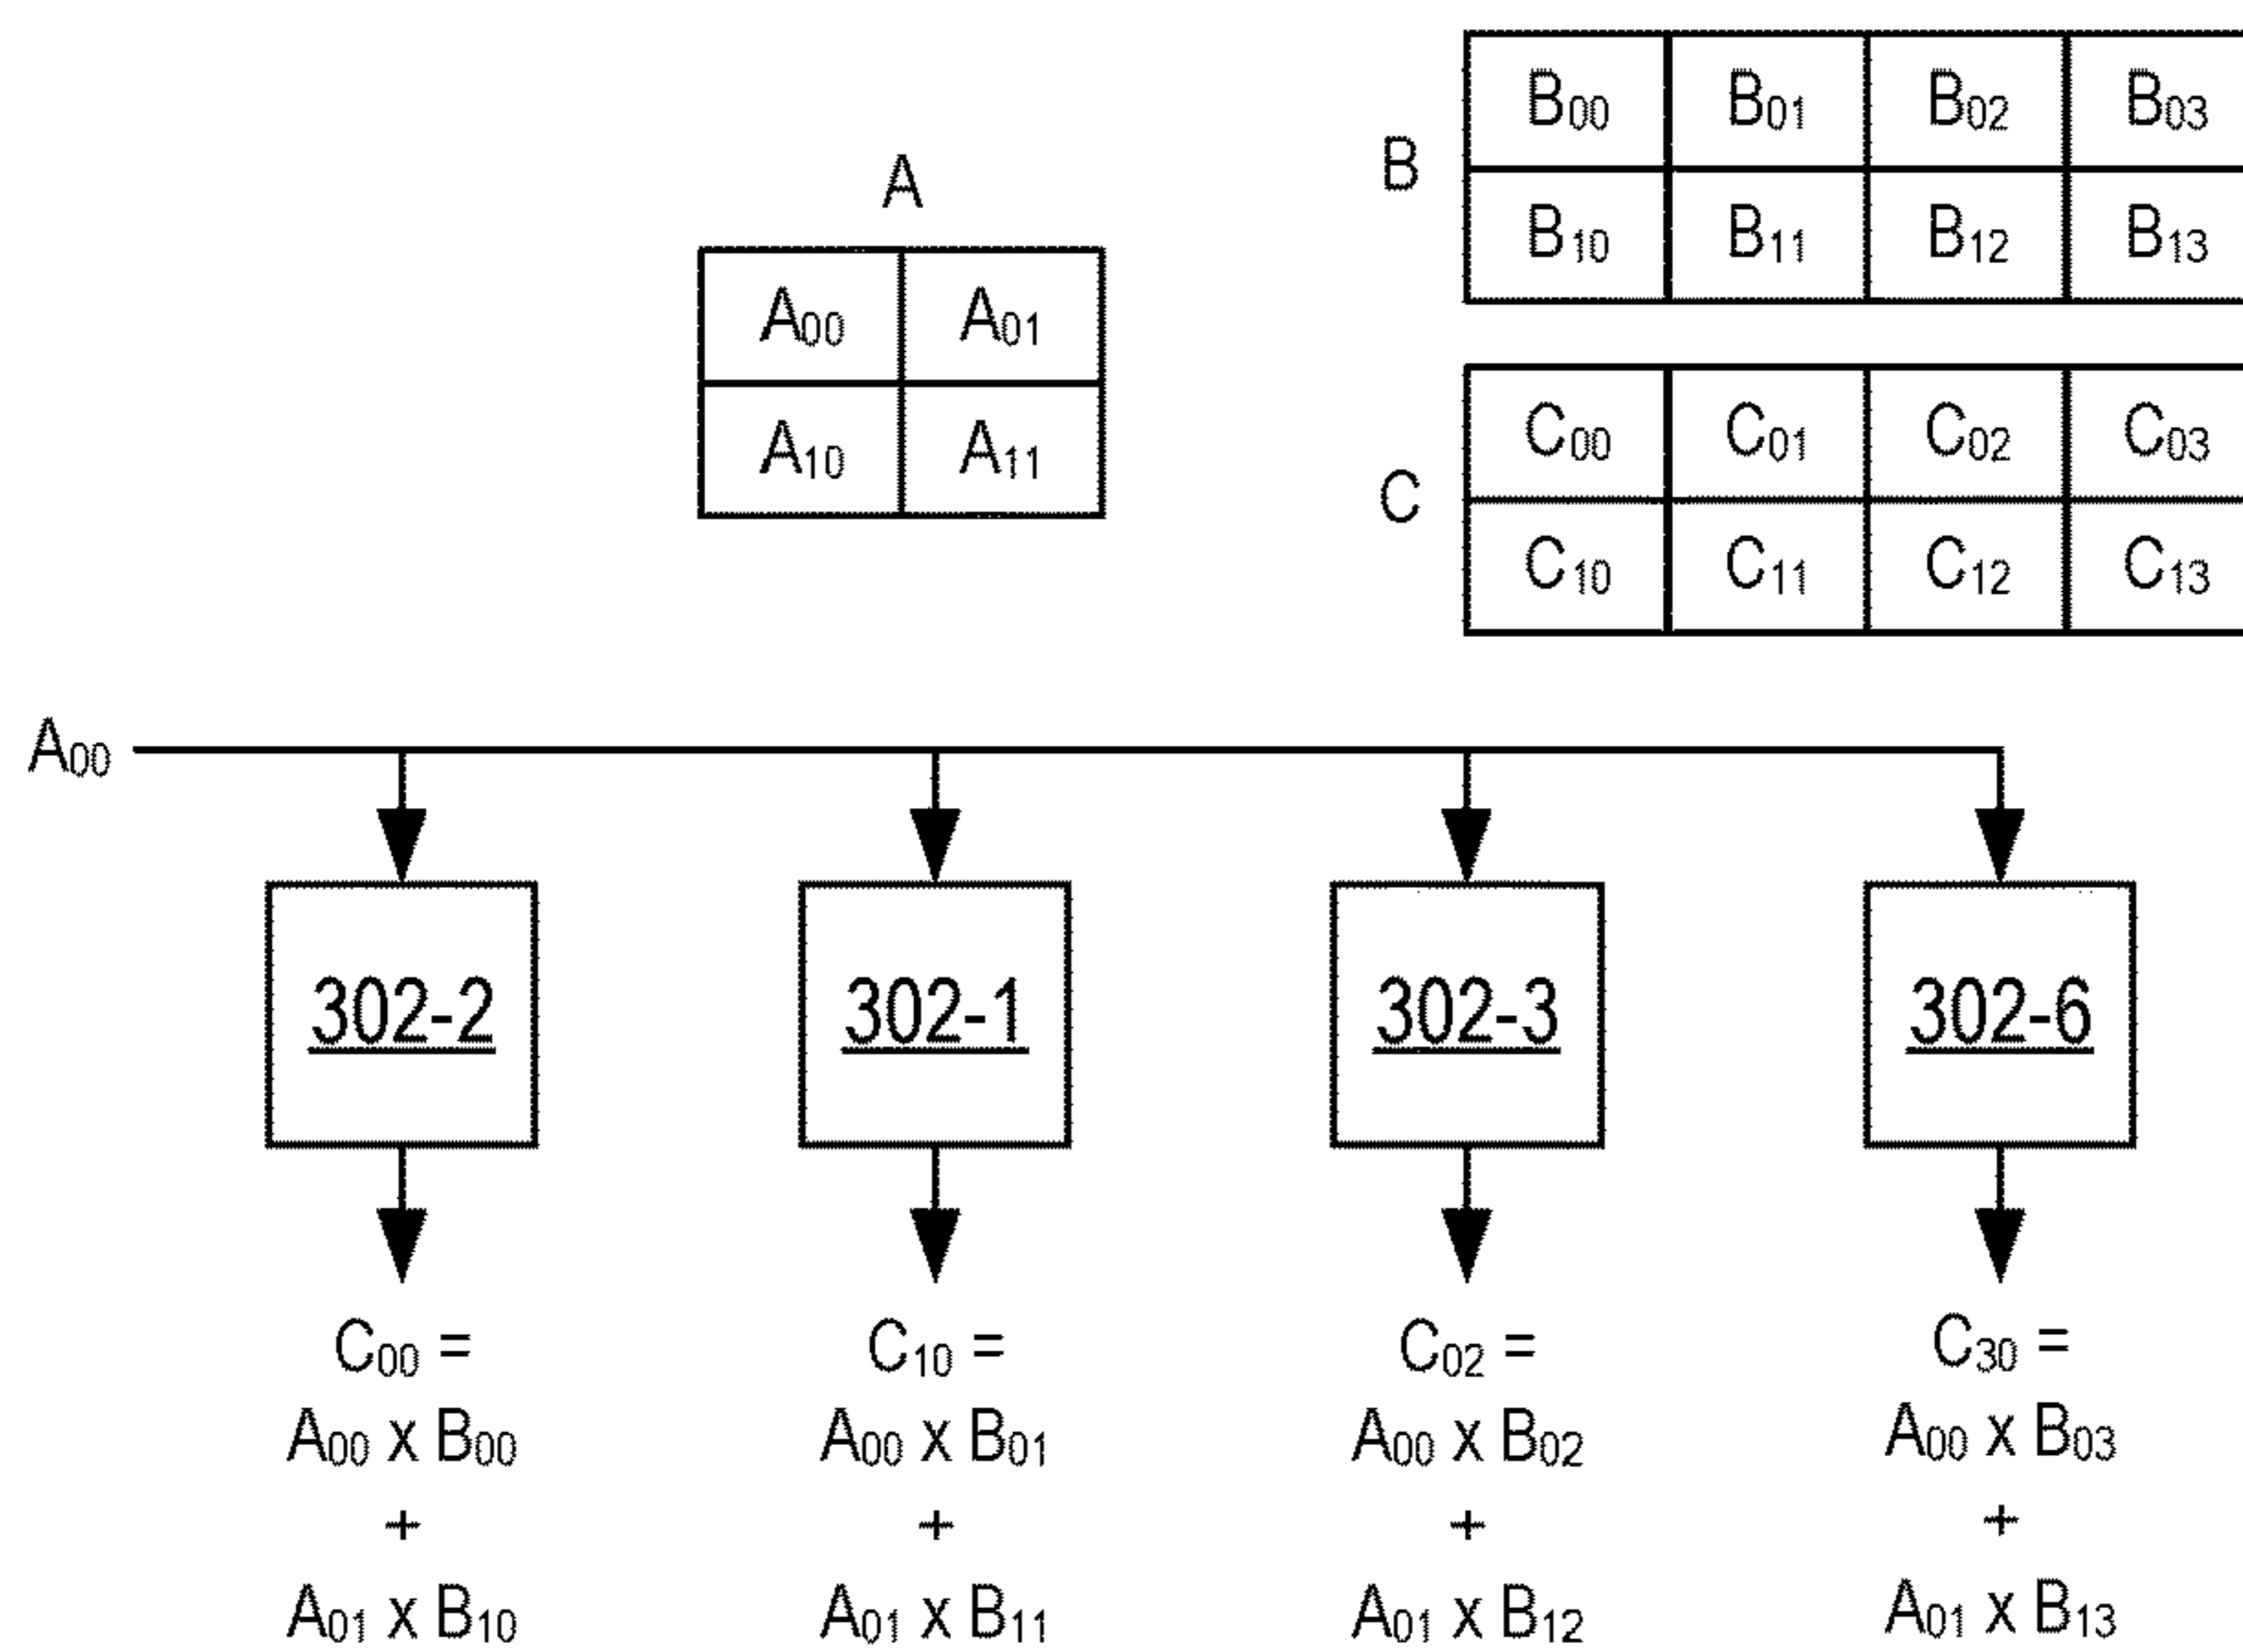 A
A00 A01
A10 A11
B
B00 B01 B02 B03
B10 B11 B12 B13
C
C00 C01 C02 C03
C10 C11 C12 C13
A00
302-2 302-1 302-3 302-6
C00 = C10 = C02 = C30 =
A00 x B00 A00 x B01 A00 x B02 A00 x B03
+ + + +
A01 x B10 A01 x B11 A01 x B12 A01 x B13